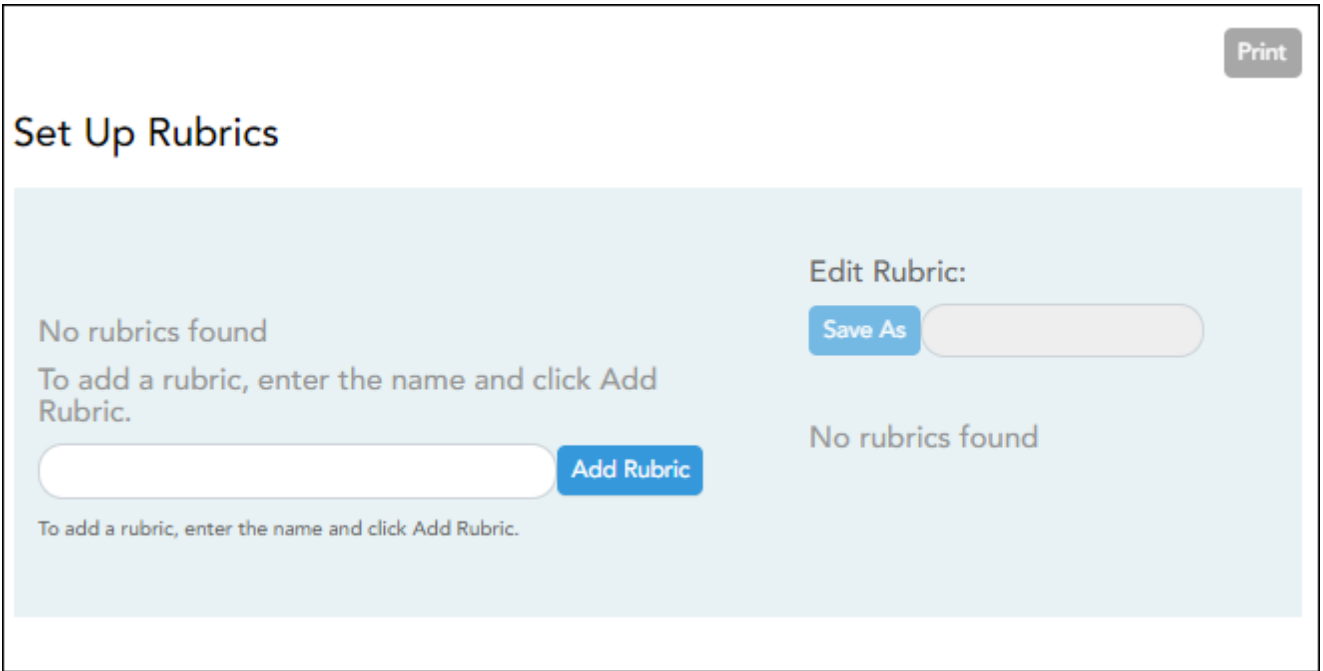 Print
Set Up Rubrics
No rubrics found
To add a rubric, enter the name and click Add
Rubric.
Add Rubric
To add a rubric, enter the name and click Add Rubric.
Edit Rubric:
Save As
No rubrics found